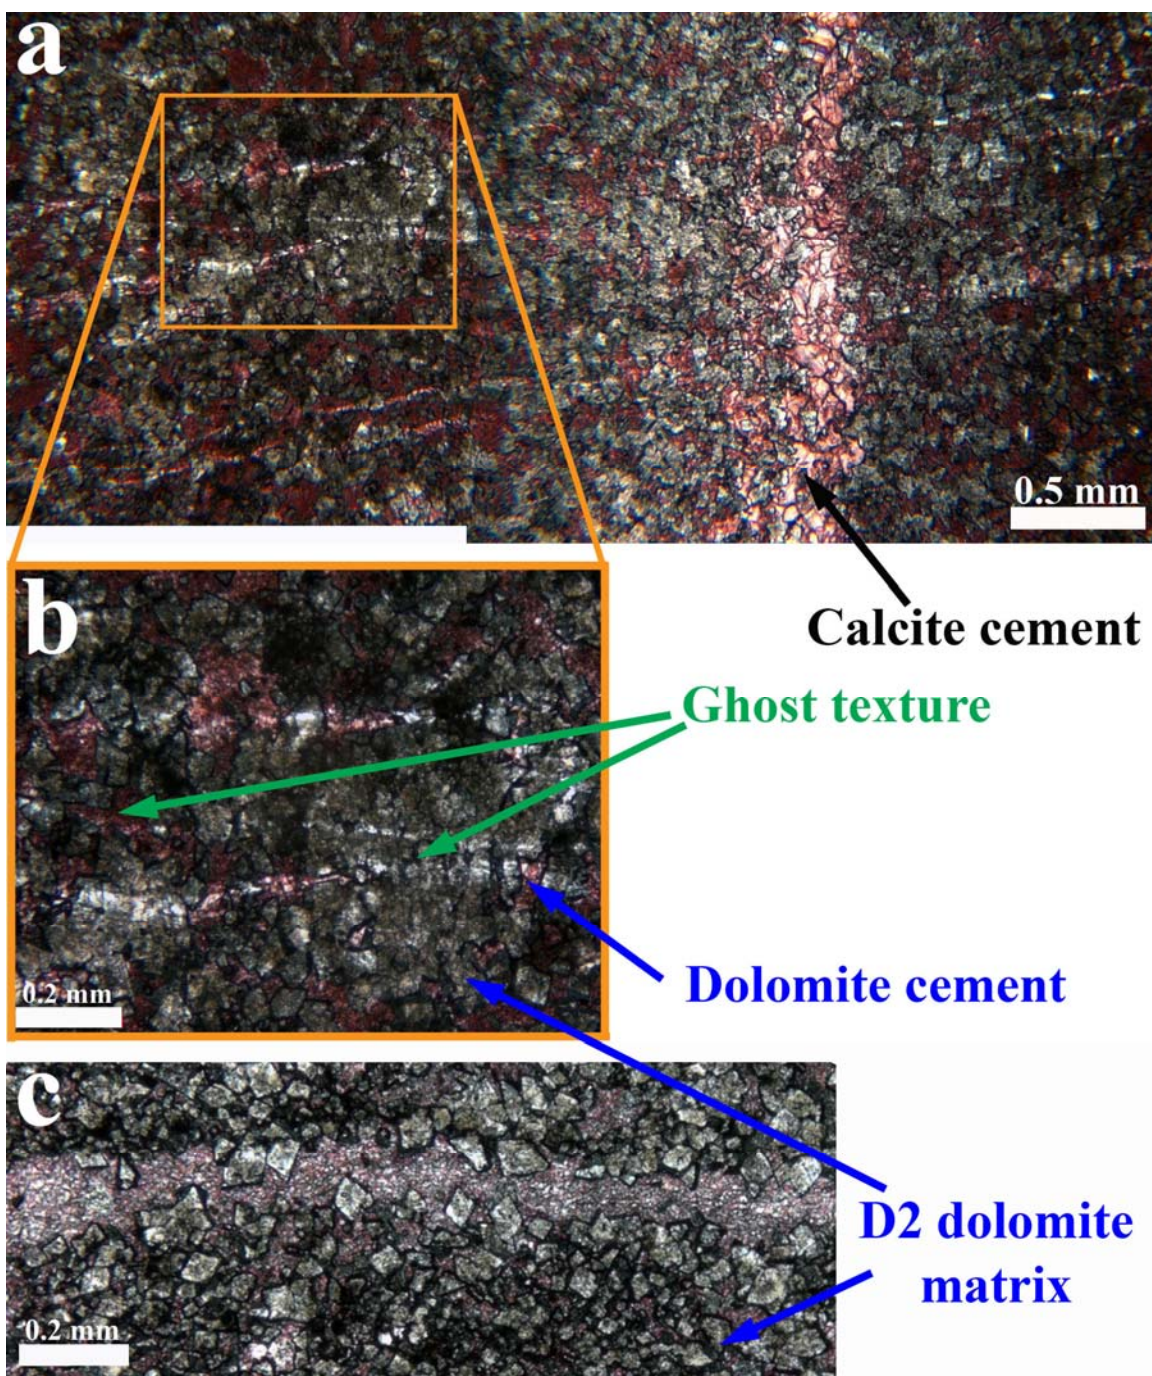 a
0.5 mm
Calcite cement
b
Ghost texture
0.2 mm
Dolomite cement
c
D2 dolomite
matrix
0.2 mm